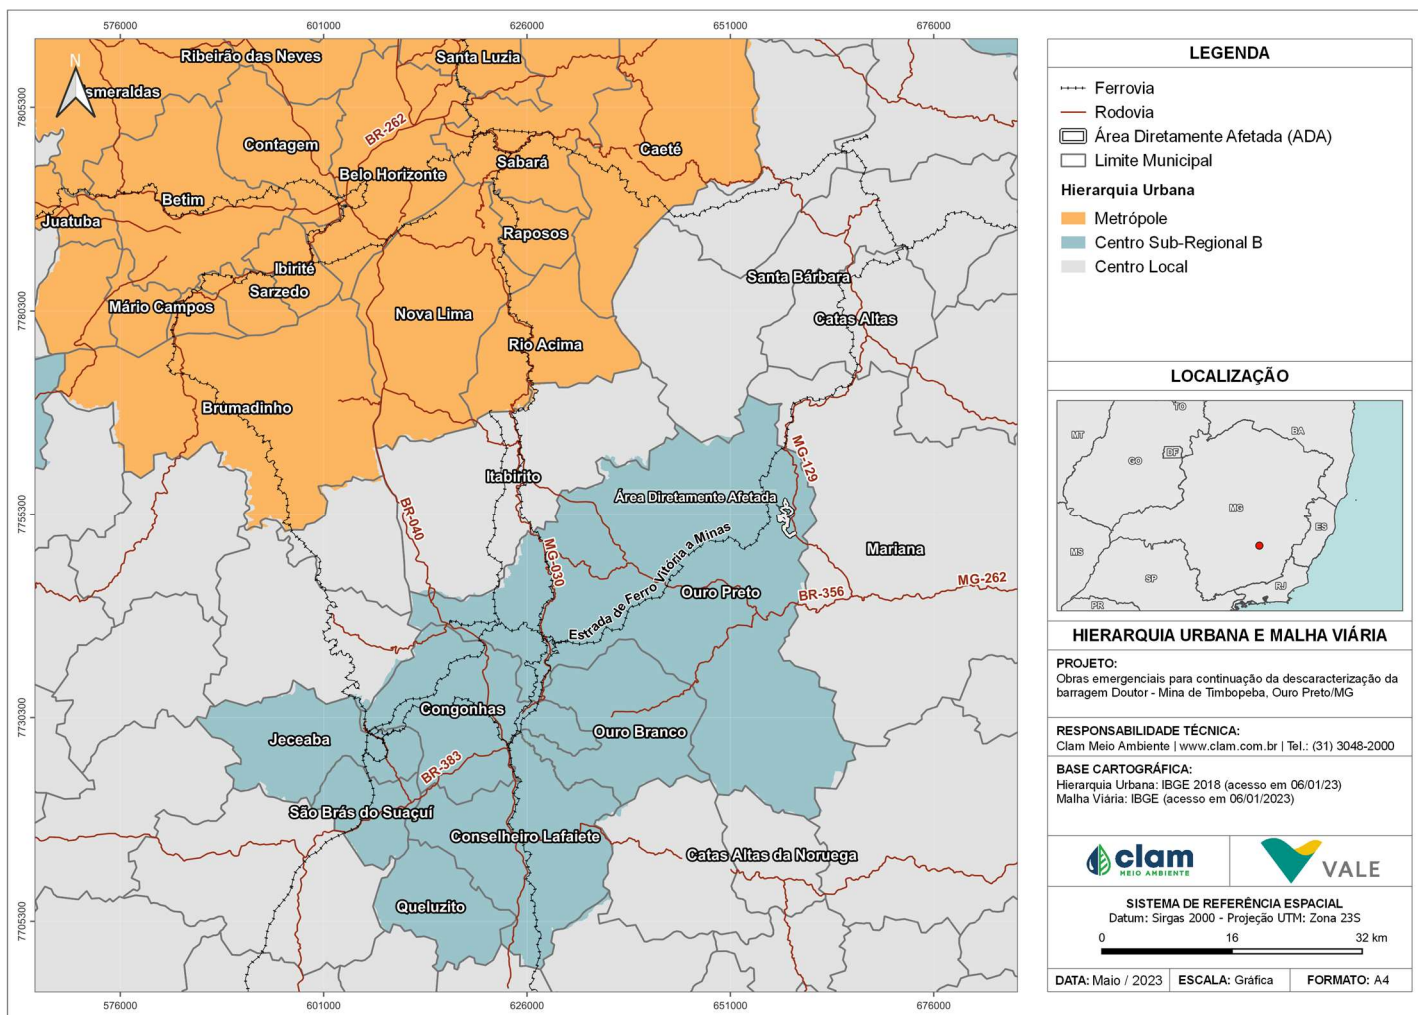 576000
601000
626000
651000
676000
7805300
7780300
7755300
7730300
7705300
N
Ribeirão das Neves
Santa Luzia
smeraldas
BR-262
Contagem
Caeté
Sabará
Belo Horizonte
Betim
Juatuba
Raposos
Ibirité
Santa Bárbara
Sarzedo
Mário Campos
Nova Lima
Catas Altas
Rio Acima
Brumadinho
MG-129
Itabirito
Área Diretamente Afetada
BR-040
Estrada de Ferro Vitória a Minas
Mariana
MG-030
MG-262
Ouro Preto
BR-356
Congonhas
Ouro Branco
Jeceaba
BR-383
São Brás do Suaçuí
Conselheiro Lafaiete
Catas Altas da Noruega
Queluzito
576000
601000
626000
651000
676000
LEGENDA
Ferrovia
Rodovia
Área Diretamente Afetada (ADA)
Limite Municipal
Hierarquia Urbana
Metrópole
Centro Sub-Regional B
Centro Local
LOCALIZAÇÃO
TO
MT
BA
DF
GO
MG
ES
MS
SP
RJ
PR
HIERARQUIA URBANA E MALHA VIÁRIA
PROJETO:
Obras emergenciais para continuação da descaracterização da
barragem Doutor - Mina de Timbopeba, Ouro Preto/MG
RESPONSABILIDADE TÉCNICA:
Clam Meio Ambiente | www.clam.com.br | Tel.: (31) 3048-2000
BASE CARTOGRÁFICA:
Hierarquia Urbana: IBGE 2018 (acesso em 06/01/23)
Malha Viária: IBGE (acesso em 06/01/2023)
clam
MEIO AMBIENTE
VALE
SISTEMA DE REFERÊNCIA ESPACIAL
Datum: Sirgas 2000 - Projeção UTM: Zona 23S
0 16 32 km
DATA: Maio / 2023 ESCALA: Gráfica FORMATO: A4